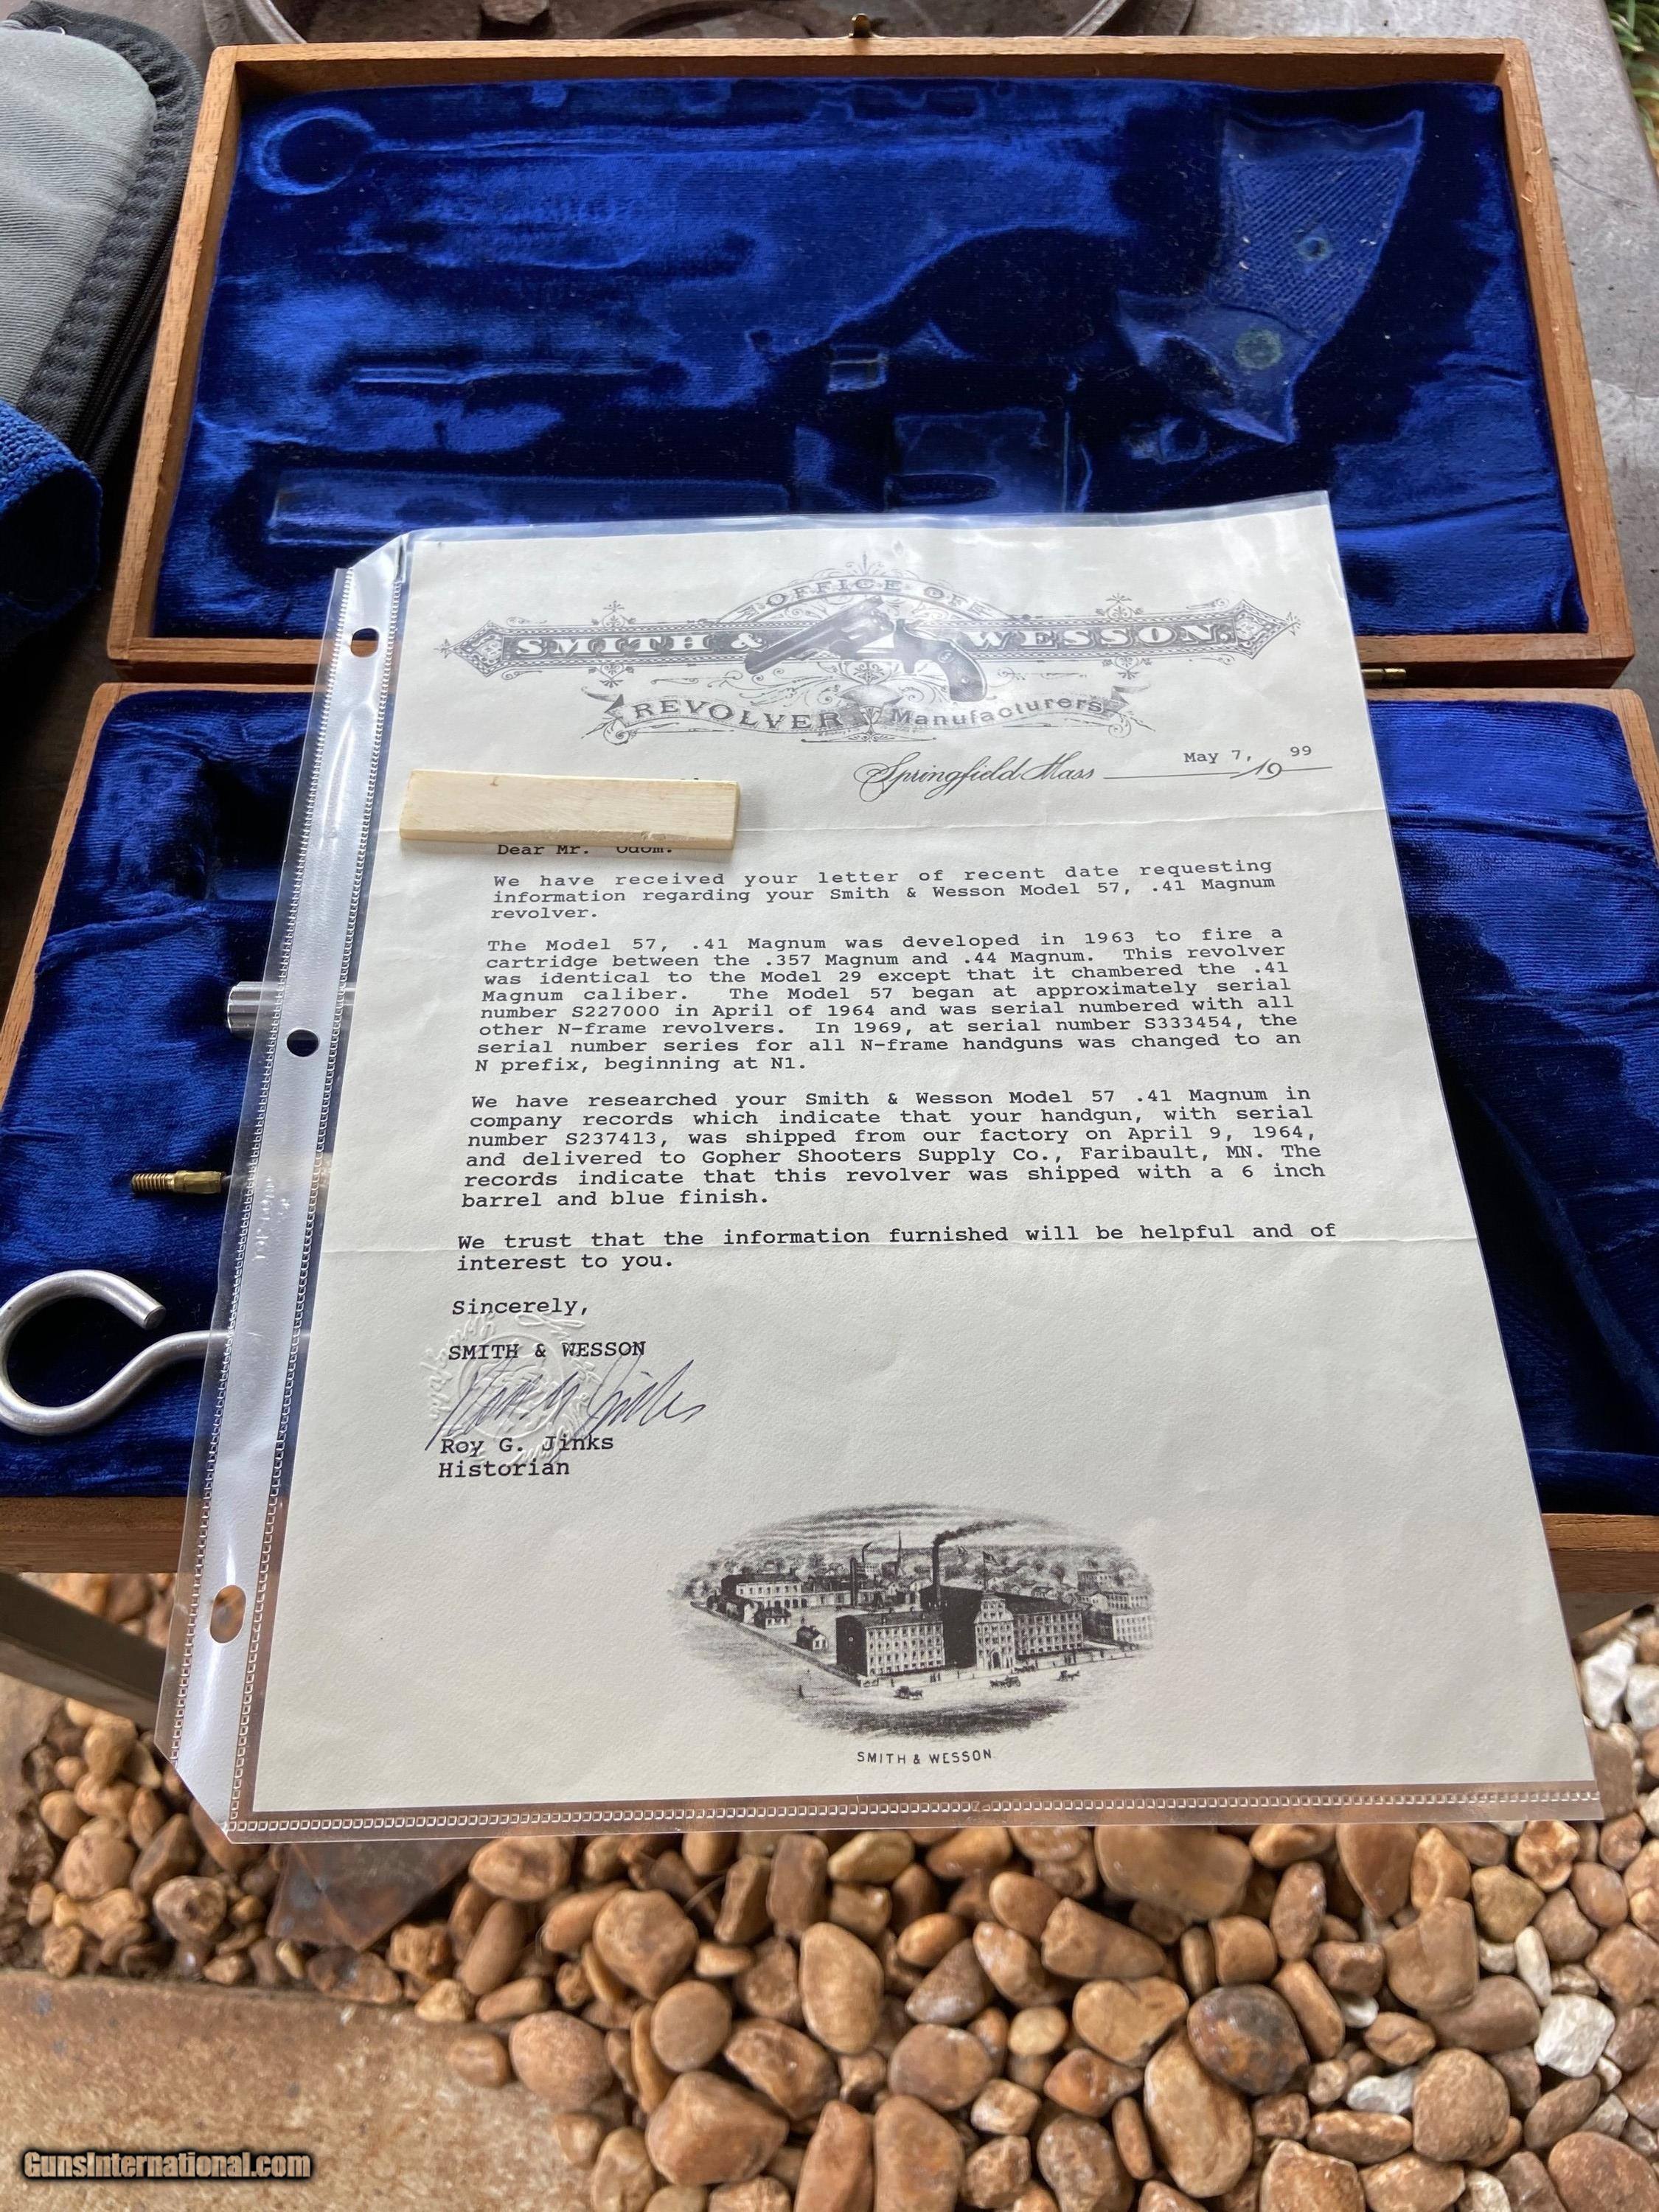 OFFICE OF
SMITH & WESSON
REVOLVER Manufacturers
Springfield Mass May 7, 1999
Dear Mr. Odom:
We have received your letter of recent date requesting
information regarding your Smith & Wesson Model 57, .41 Magnum
revolver.
The Model 57, .41 Magnum was developed in 1963 to fire a
cartridge between the .357 Magnum and .44 Magnum. This revolver
was identical to the Model 29 except that it chambered the .41
Magnum caliber. The Model 57 began at approximately serial
number S227000 in April of 1964 and was serial numbered with all
other N-frame revolvers. In 1969, at serial number S333454, the
serial number series for all N-frame handguns was changed to an
N prefix, beginning at N1.
We have researched your Smith & Wesson Model 57 .41 Magnum in
company records which indicate that your handgun, with serial
number S237413, was shipped from our factory on April 9, 1964,
and delivered to Gopher Shooters Supply Co., Faribault, MN. The
records indicate that this revolver was shipped with a 6 inch
barrel and blue finish.
We trust that the information furnished will be helpful and of
interest to you.
Sincerely,
SMITH & WESSON
Roy G. Jinks
Roy G. Jinks
Historian
SMITH & WESSON
GunsInternational.com